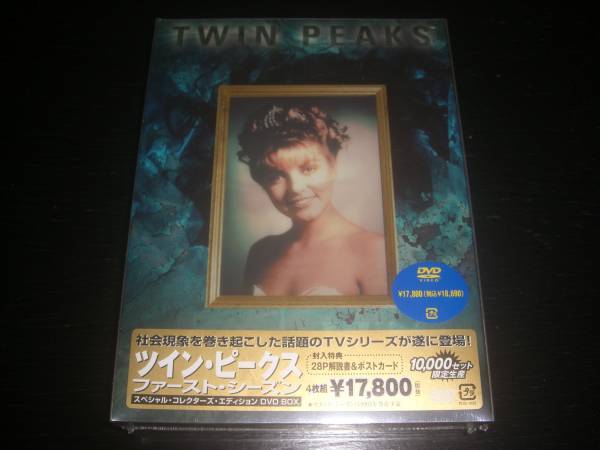 TWIN PEAKS
DVD
VIDEO
¥17,800(税込¥18,690)
社会現象を巻き起こした話題のTVシリーズが遂に登場!
ツイン・ピークス
ファースト・シーズン
スペシャル・コレクターズ・エディション DVD BOX
封入特典
28P解説書&ポストカード
4枚組 ¥17,800(税抜)
10,000セット
限定生産